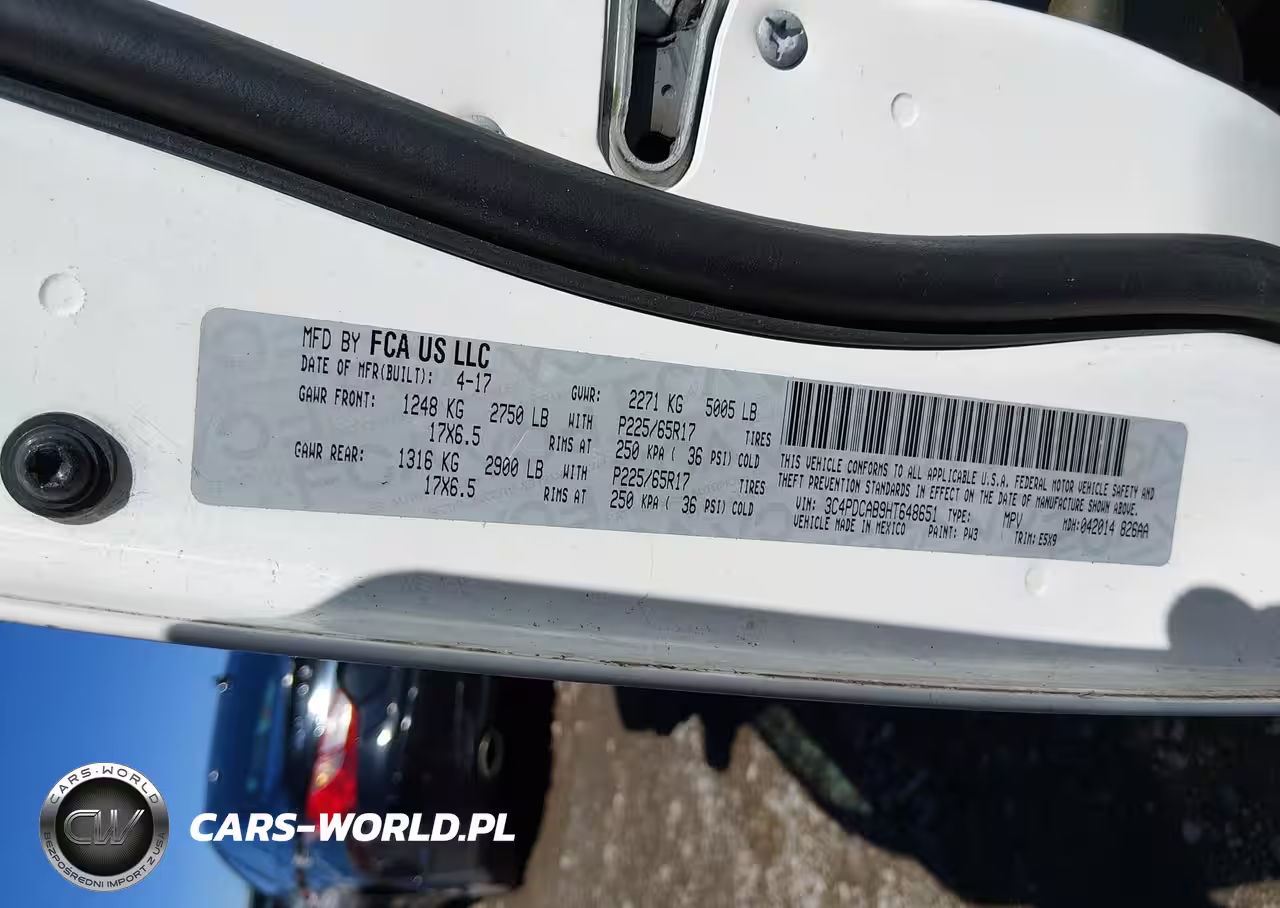 MFD BY FCA US LLC
DATE OF MFR(BUILT): 4-17 GVWR: 2271 KG 5005 LB
GAWR FRONT: 1248 KG 2750 LB WITH P225/65R17 TIRES
17X6.5 RIMS AT 250 KPA ( 36 PSI) COLD
GAWR REAR: 1316 KG 2900 LB WITH P225/65R17 TIRES
17X6.5 RIMS AT 250 KPA ( 36 PSI) COLD
THIS VEHICLE CONFORMS TO ALL APPLICABLE U.S.A. FEDERAL MOTOR VEHICLE SAFETY AND
THEFT PREVENTION STANDARDS IN EFFECT ON THE DATE OF MANUFACTURE SHOWN ABOVE.
VIN: 3C4PDCAB9HT648651 TYPE: MPV MDH: 042014 826AA
VEHICLE MADE IN MEXICO PAINT: PW3 TRIM: E5X9
CARS-WORLD
CW
BEZPOŚREDNI IMPORT Z USA
CARS-WORLD.PL